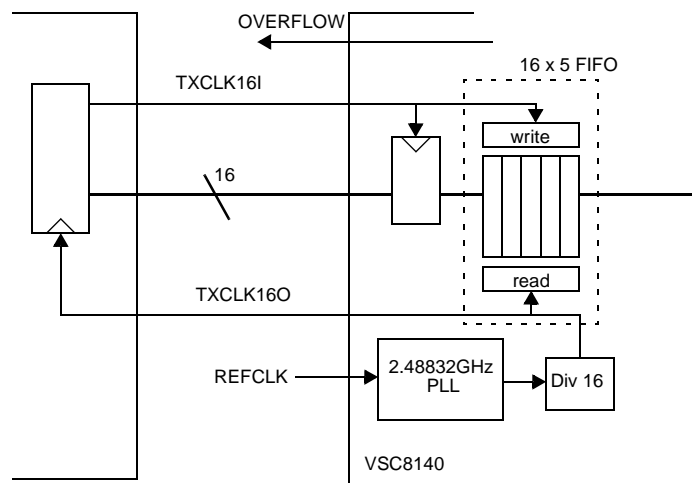 OVERFLOW
16 x 5 FIFO
TXCLK16I
write
16
read
TXCLK16O
2.48832GHz
PLL
REFCLK
Div 16
VSC8140